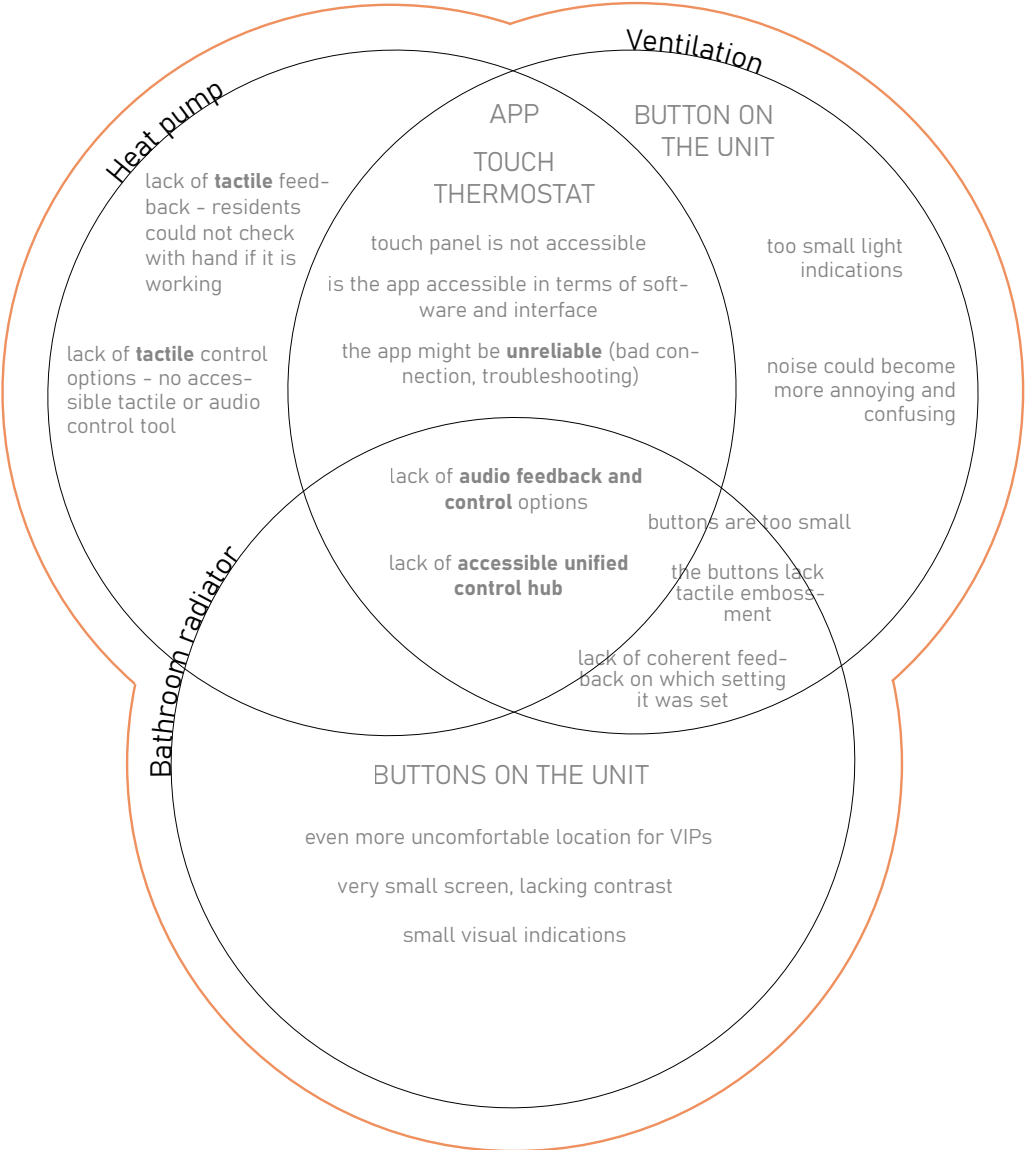 Ventilation
Heat pump
APP
BUTTON ON
THE UNIT
TOUCH
THERMOSTAT
lack of tactile feed-
back - residents
could not check
with hand if it is
working
touch panel is not accessible
is the app accessible in terms of soft-
ware and interface
the app might be unreliable (bad con-
nection, troubleshooting)
too small light
indications
lack of tactile control
options - no acces-
sible tactile or audio
control tool
noise could become
more annoying and
confusing
lack of audio feedback and
control options
lack of accessible unified
control hub
buttons are too small
the buttons lack
tactile emboss-
ment
lack of coherent feed-
back on which setting
it was set
Bathroom radiator
BUTTONS ON THE UNIT
even more uncomfortable location for VIPs
very small screen, lacking contrast
small visual indications